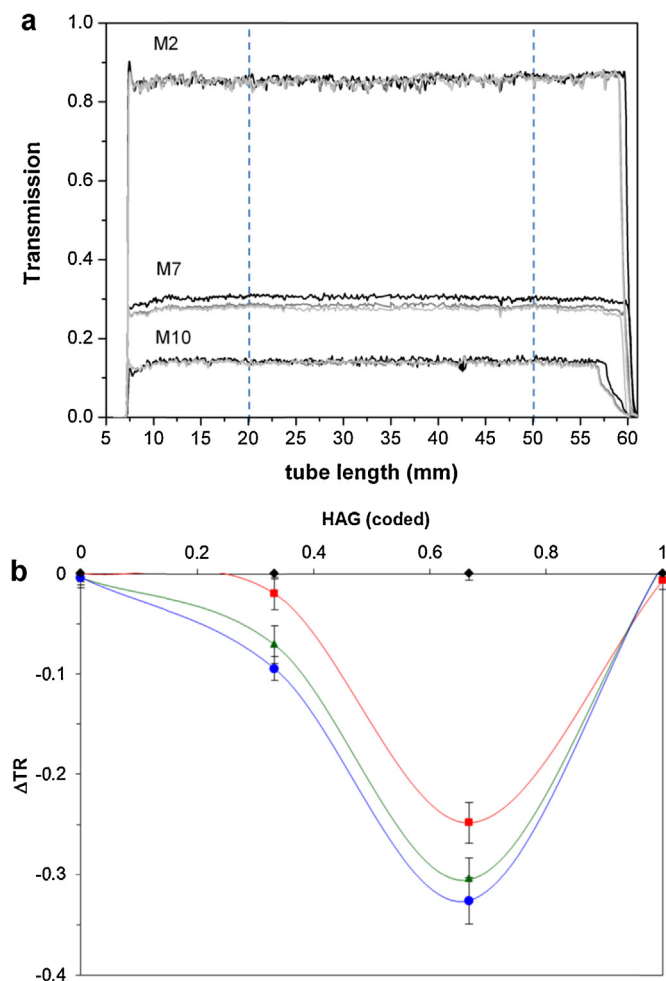 a
1.0
0.8
0.6
0.4
0.2
0.0
Transmission
M2
M7
M10
5 10 15 20 25 30 35 40 45 50 55 60
tube length (mm)
b
HAG (coded)
0 0.2 0.4 0.6 0.8 1
0
-0.1
-0.2
-0.3
-0.4
ΔTR